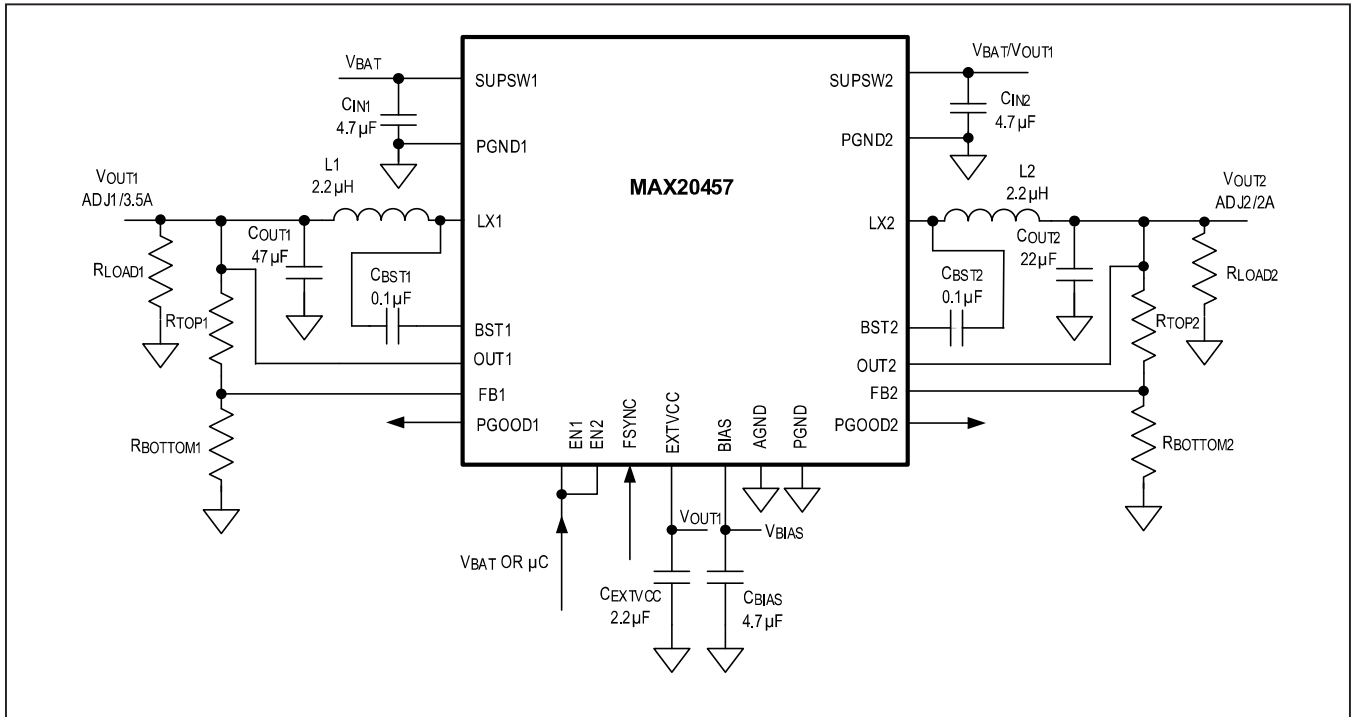 VBAT
VBAT/VOUT1
SUPSW1
SUPSW2
CIN1
4.7µF
CIN2
4.7µF
PGND1
PGND2
L1
2.2µH
MAX20457
L2
2.2µH
VOUT1
ADJ1/3.5A
VOUT2
ADJ2/2A
LX1
LX2
COUT1
47µF
COUT2
22µF
RLOAD1
RLOAD2
CBST1
0.1µF
CBST2
0.1µF
RTOP1
RTOP2
BST1
BST2
OUT1
OUT2
FB1
FB2
PGOOD1
EN1
EN2
FSYNC
EXTVCC
BIAS
AGND
PGND
PGOOD2
RBOTTOM1
RBOTTOM2
VOUT1
VBIAS
VBAT OR µC
CEXTVCC
2.2µF
CBIAS
4.7µF